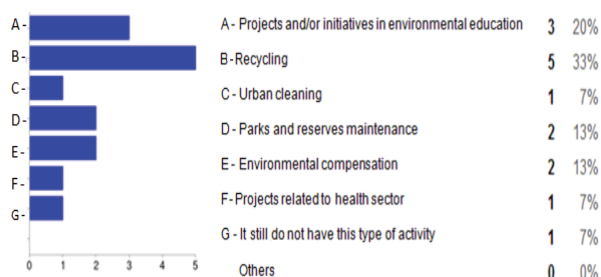 A - A - Projects and/or initiatives in environmental education 3 20%
B - B-Recycling 5 33%
C - C - Urban cleaning 1 7%
D - D - Parks and reserves maintenance 2 13%
E - E - Environmental compensation 2 13%
F - F- Projects related to health sector 1 7%
G - G - It still do not have this type of activity 1 7%
Others 0 0%
0 1 2 3 4 5